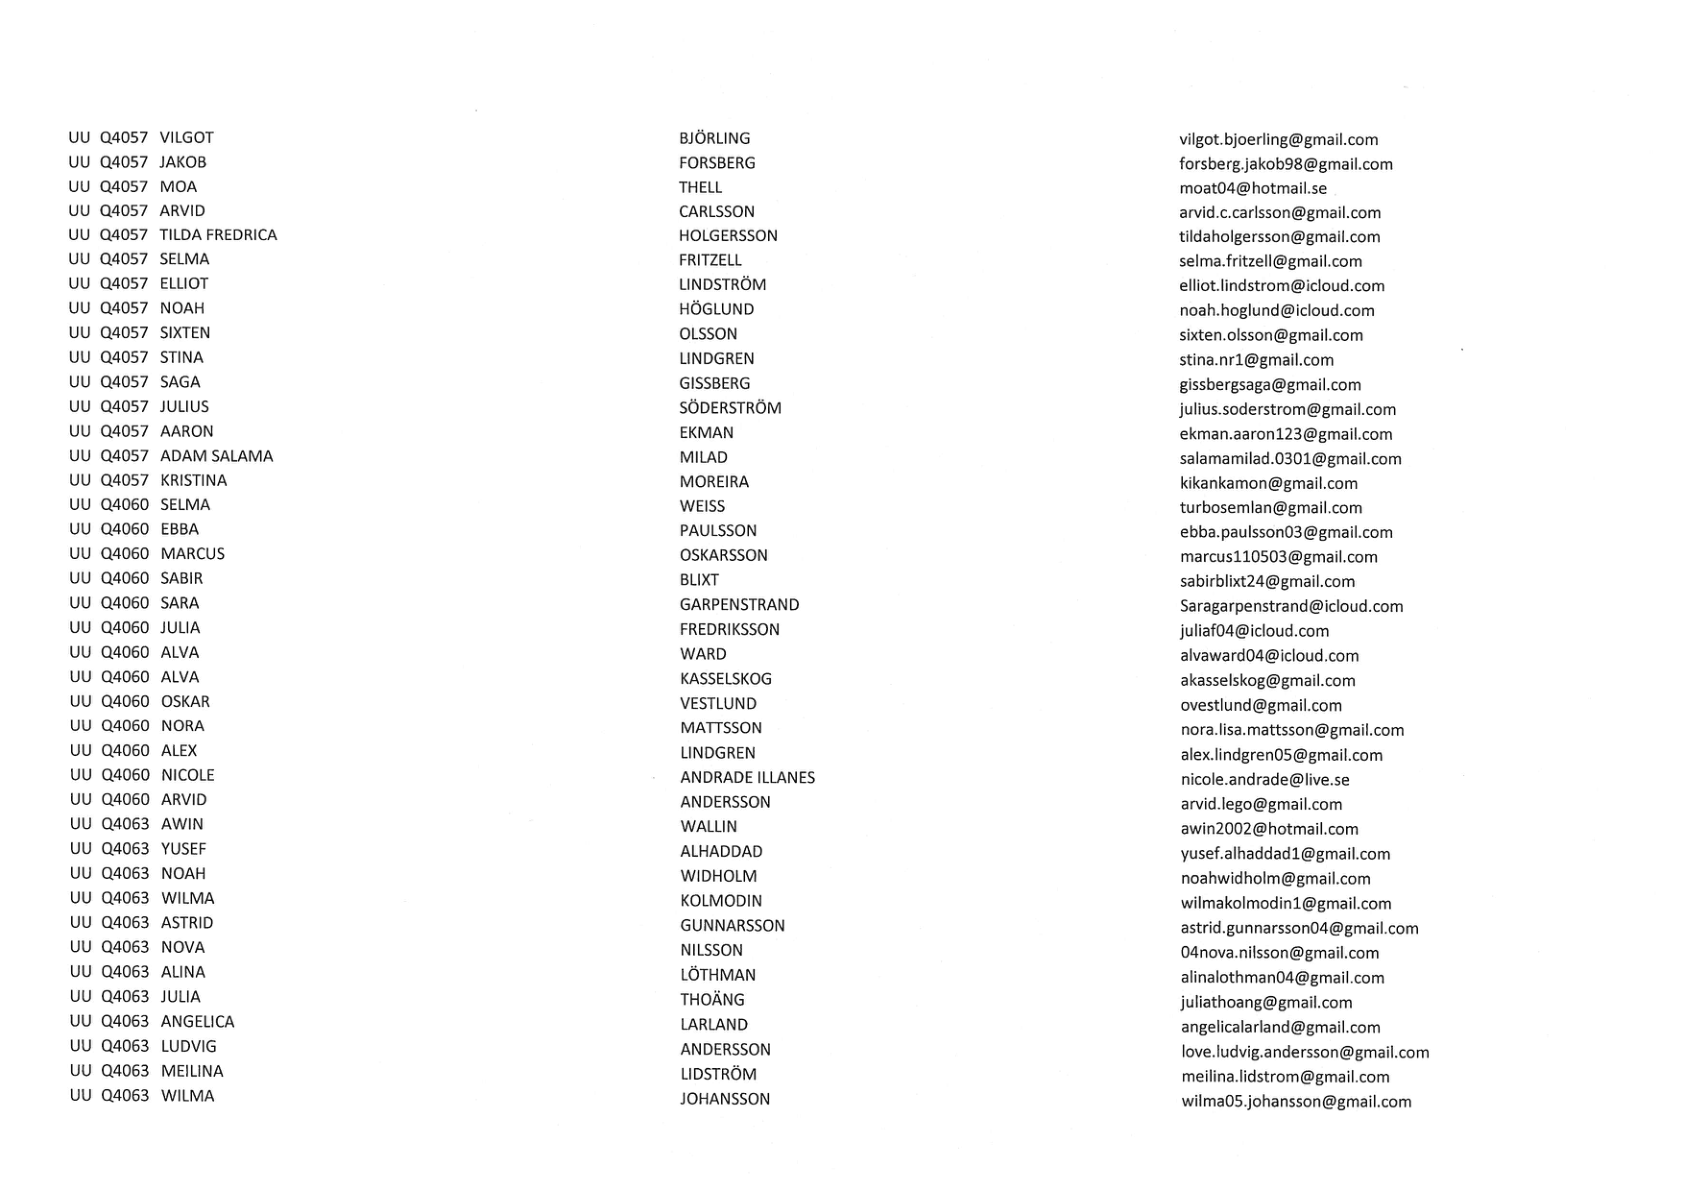 UU Q4057 VILGOT BJÖRLING vilgot.bjoerling@gmail.com
UU Q4057 JAKOB FORSBERG forsberg.jakob98@gmail.com
UU Q4057 MOA THELL moat04@hotmail.se
UU Q4057 ARVID CARLSSON arvid.c.carlsson@gmail.com
UU Q4057 TILDA FREDRICA HOLGERSSON tildaholgersson@gmail.com
UU Q4057 SELMA FRITZELL selma.fritzell@gmail.com
UU Q4057 ELLIOT LINDSTRÖM elliot.lindstrom@icloud.com
UU Q4057 NOAH HÖGLUND noah.hoglund@icloud.com
UU Q4057 SIXTEN OLSSON sixten.olsson@gmail.com
UU Q4057 STINA LINDGREN stina.nr1@gmail.com
UU Q4057 SAGA GISSBERG gissbergsaga@gmail.com
UU Q4057 JULIUS SÖDERSTRÖM julius.soderstrom@gmail.com
UU Q4057 AARON EKMAN ekman.aaron123@gmail.com
UU Q4057 ADAM SALAMA MILAD salamamilad.0301@gmail.com
UU Q4057 KRISTINA MOREIRA kikankamon@gmail.com
UU Q4060 SELMA WEISS turbosemlan@gmail.com
UU Q4060 EBBA PAULSSON ebba.paulsson03@gmail.com
UU Q4060 MARCUS OSKARSSON marcus110503@gmail.com
UU Q4060 SABIR BLIXT sabirblixt24@gmail.com
UU Q4060 SARA GARPENSTRAND Saragarpenstrand@icloud.com
UU Q4060 JULIA FREDRIKSSON juliaf04@icloud.com
UU Q4060 ALVA WARD alvaward04@icloud.com
UU Q4060 ALVA KASSELSKOG akasselskog@gmail.com
UU Q4060 OSKAR VESTLUND ovestlund@gmail.com
UU Q4060 NORA MATTSSON nora.lisa.mattsson@gmail.com
UU Q4060 ALEX LINDGREN alex.lindgren05@gmail.com
UU Q4060 NICOLE ANDRADE ILLANES nicole.andrade@live.se
UU Q4060 ARVID ANDERSSON arvid.lego@gmail.com
UU Q4063 AWIN WALLIN awin2002@hotmail.com
UU Q4063 YUSEF ALHADDAD yusef.alhaddad1@gmail.com
UU Q4063 NOAH WIDHOLM noahwidholm@gmail.com
UU Q4063 WILMA KOLMODIN wilmakolmodin1@gmail.com
UU Q4063 ASTRID GUNNARSSON astrid.gunnarsson04@gmail.com
UU Q4063 NOVA NILSSON 04nova.nilsson@gmail.com
UU Q4063 ALINA LÖTHMAN alinalothman04@gmail.com
UU Q4063 JULIA THOÄNG juliathoang@gmail.com
UU Q4063 ANGELICA LARLAND angelicalarland@gmail.com
UU Q4063 LUDVIG ANDERSSON love.ludvig.andersson@gmail.com
UU Q4063 MEILINA LIDSTRÖM meilina.lidstrom@gmail.com
UU Q4063 WILMA JOHANSSON wilma05.johansson@gmail.com